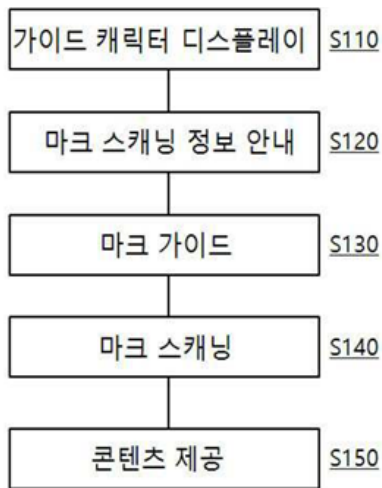 가이드 캐릭터 디스플레이 S110
마크 스캐닝 정보 안내 S120
마크 가이드 S130
마크 스캐닝 S140
콘텐츠 제공 S150